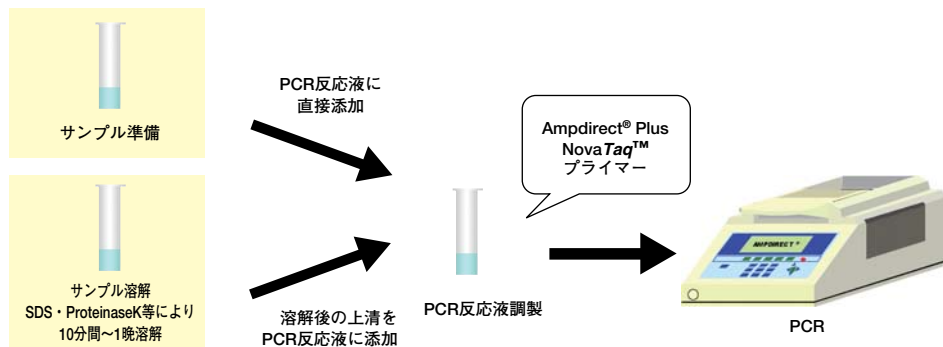 サンプル準備
PCR反応液に
直接添加
Ampdirect® Plus
NovaTaq™
プライマー
サンプル溶解
SDS・ProteinaseK等により
10分間〜1晩溶解
溶解後の上清を
PCR反応液に添加
PCR反応液調製
AMPDIRECT®
PCR